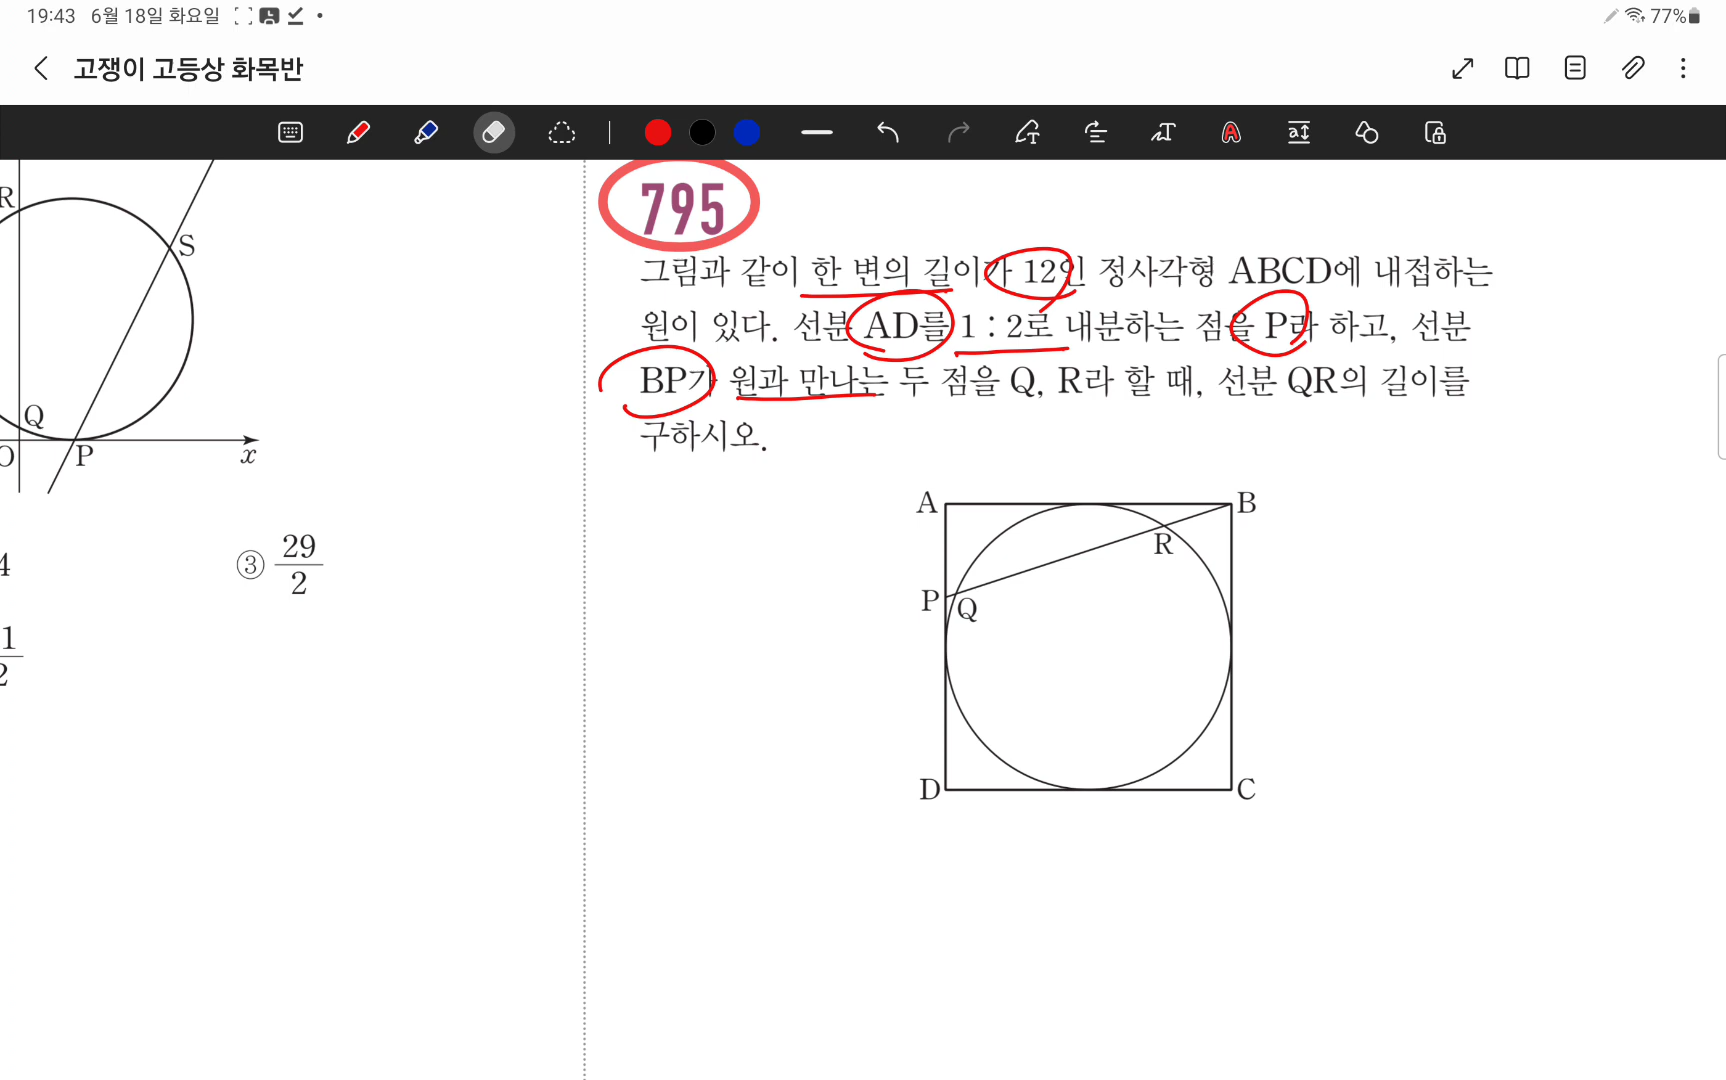 19:43 6월 18일 화요일
77%
고쟁이 고등상 화목반
R
S
Q
O P x
4
③ 29/2
1/2
795
그림과 같이 한 변의 길이가 12인 정사각형 ABCD에 내접하는
원이 있다. 선분 AD를 1 : 2로 내분하는 점을 P라 하고, 선분
BP가 원과 만나는 두 점을 Q, R라 할 때, 선분 QR의 길이를
구하시오.
A B
R
P Q
D C